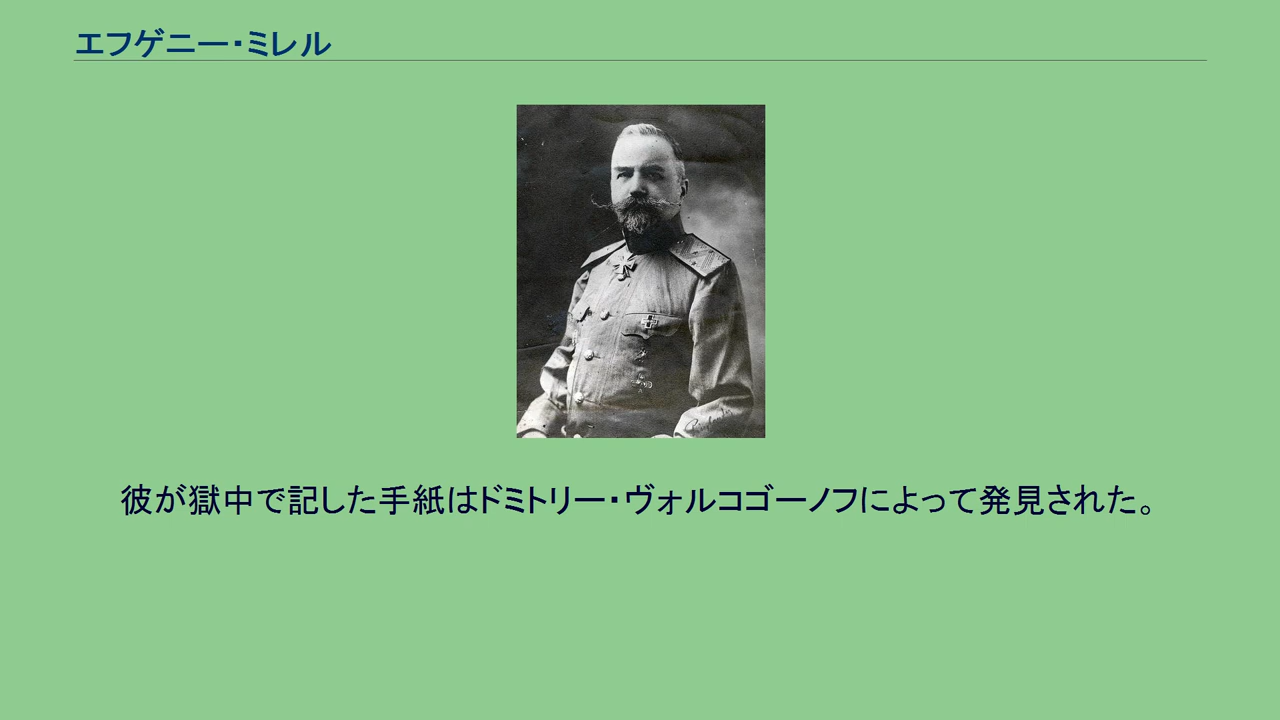 エフゲニー・ミレル
彼が獄中で記した手紙はドミトリー・ヴォルコゴーノフによって発見された。